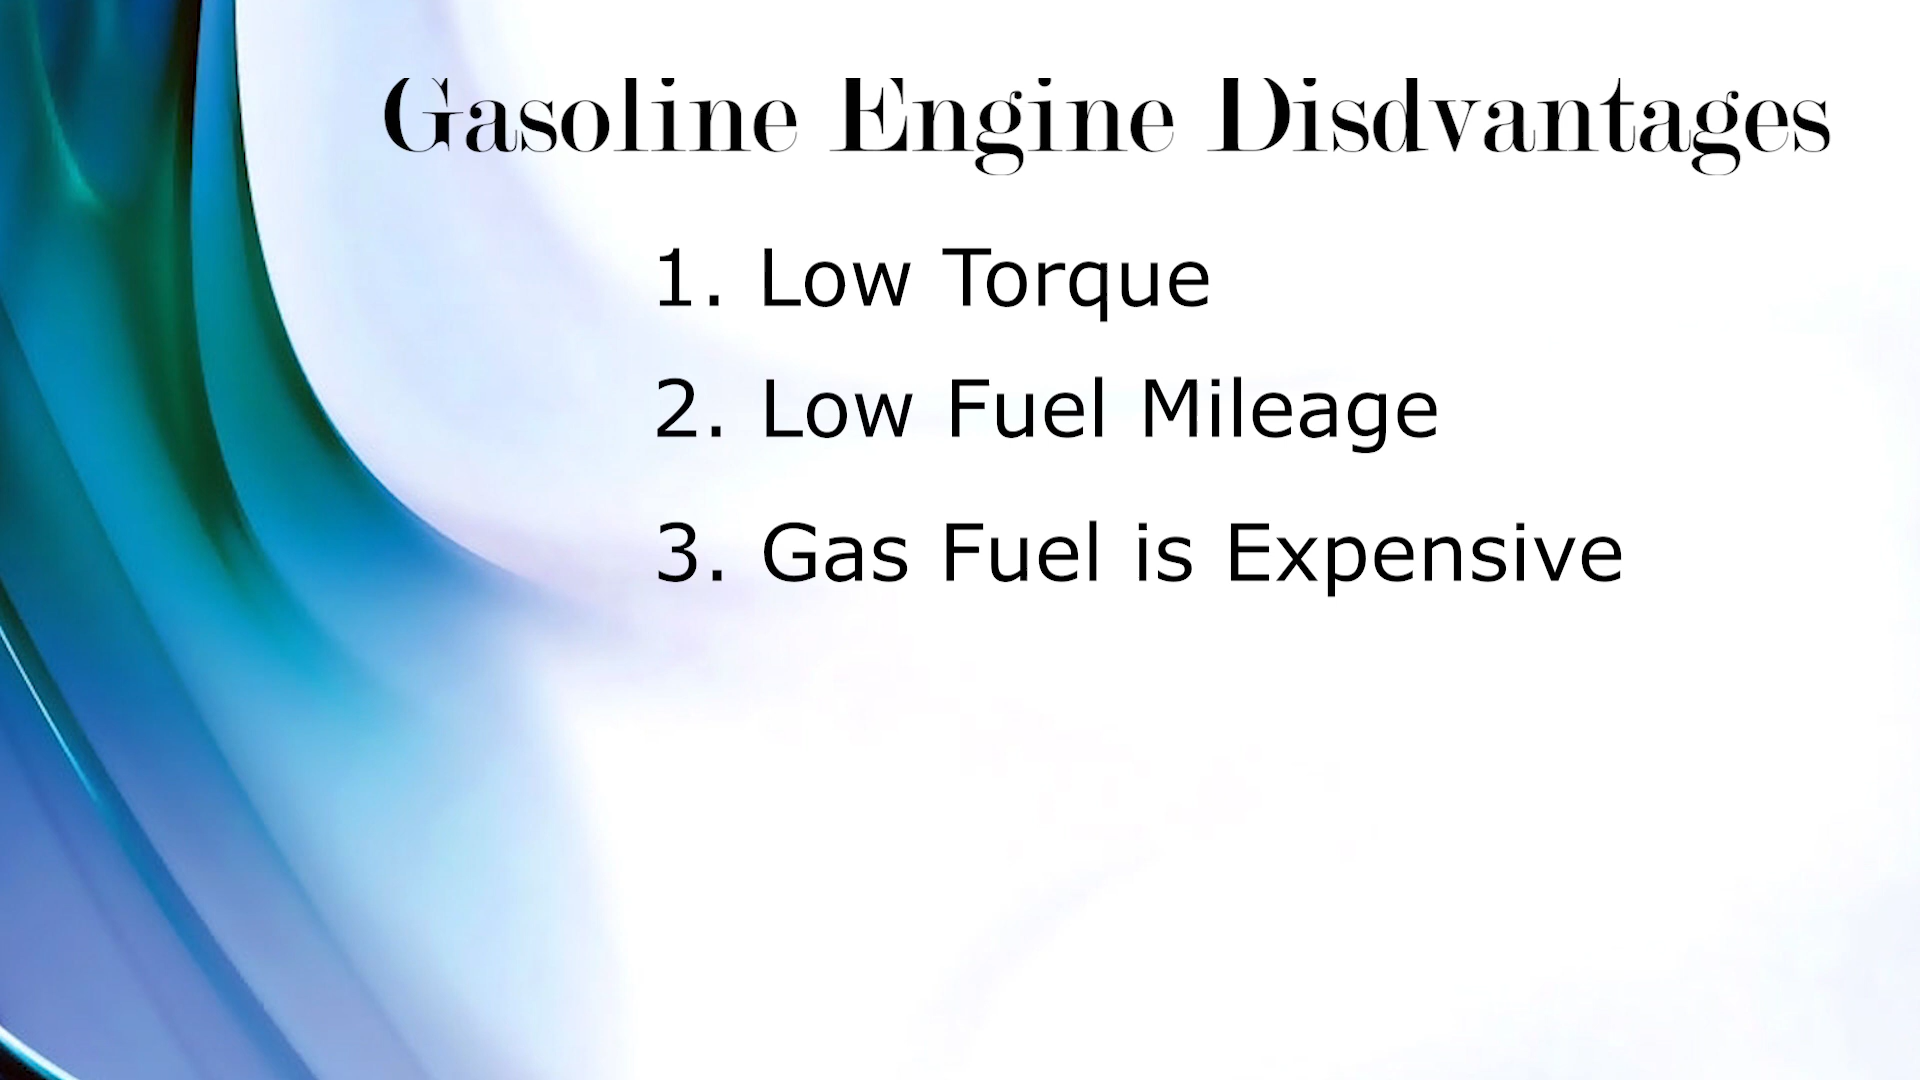 Gasoline Engine Disdvantages
1. Low Torque
2. Low Fuel Mileage
3. Gas Fuel is Expensive